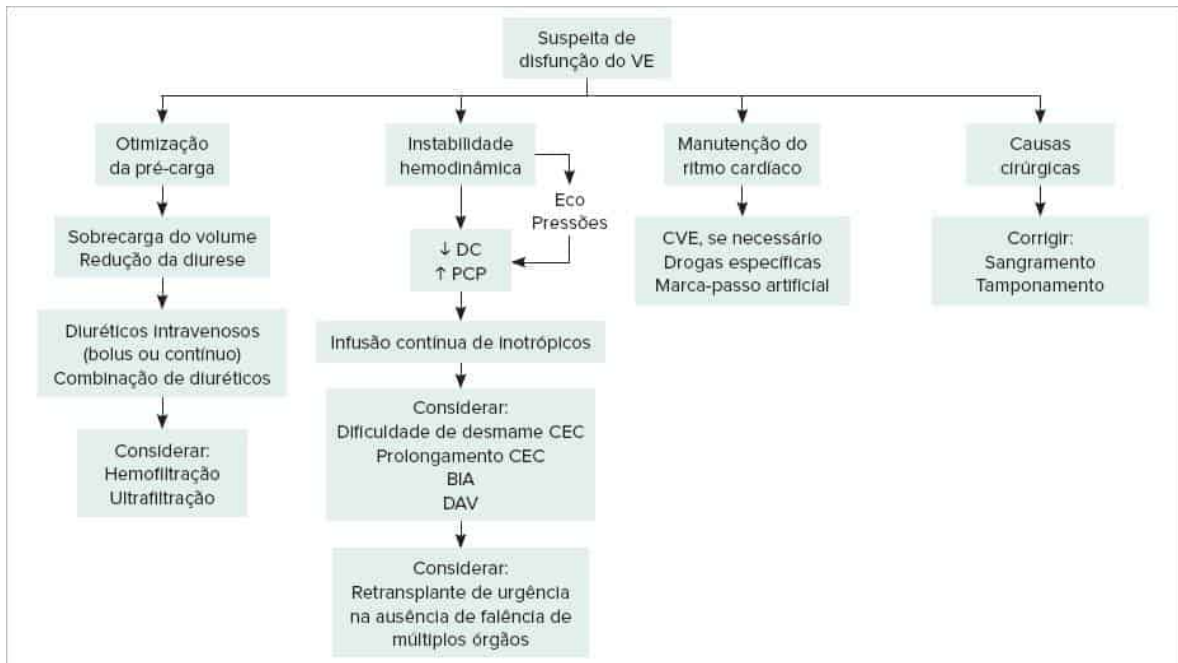 Suspeita de
disfunção do VE
Otimização
da pré-carga
Sobrecarga do volume
Redução da diurese
Diuréticos intravenosos
(bolus ou contínuo)
Combinação de diuréticos
Considerar:
Hemofiltração
Ultrafiltração
Instabilidade
hemodinâmica
Eco
Pressões
↓ DC
↑ PCP
Infusão contínua de inotrópicos
Considerar:
Dificuldade de desmame CEC
Prolongamento CEC
BIA
DAV
Considerar:
Retransplante de urgência
na ausência de falência de
múltiplos órgãos
Manutenção do
ritmo cardíaco
CVE, se necessário
Drogas específicas
Marca-passo artificial
Causas
cirúrgicas
Corrigir:
Sangramento
Tamponamento